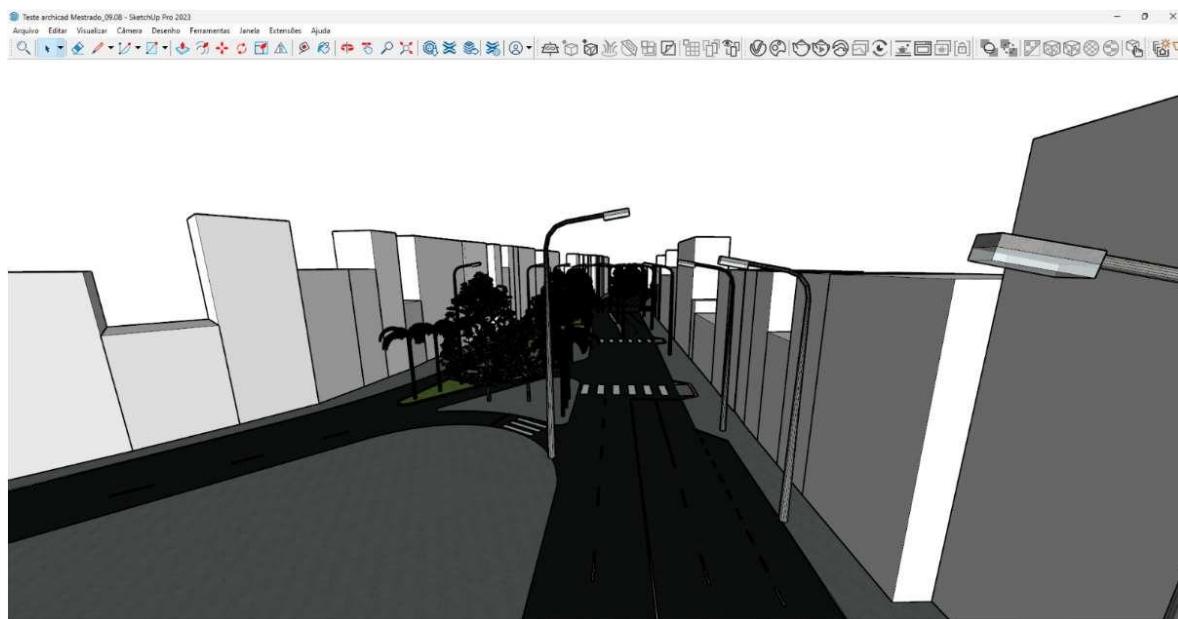 Teste archicad Mestrado_09.08 - SketchUp Pro 2023
Arquivo Editar Visualizar Câmera Desenho Ferramentas Janela Extensões Ajuda